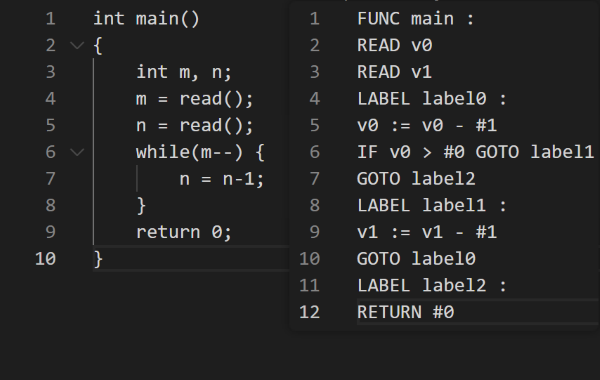 1 int main()
2 {
3 int m, n;
4 m = read();
5 n = read();
6 while(m--) {
7 n = n-1;
8 }
9 return 0;
10 }
1 FUNC main :
2 READ v0
3 READ v1
4 LABEL label0 :
5 v0 := v0 - #1
6 IF v0 > #0 GOTO label1
7 GOTO label2
8 LABEL label1 :
9 v1 := v1 - #1
10 GOTO label0
11 LABEL label2 :
12 RETURN #0